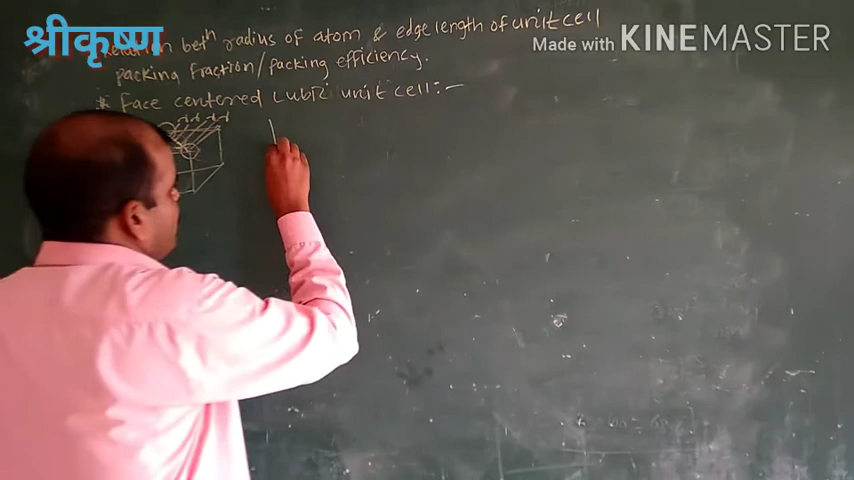 श्रीकृष्ण
Relation betⁿ radius of atom & edge length of unit cell
Made with KINEMASTER
packing fraction/packing efficiency.
* Face centered cubic unit cell:-